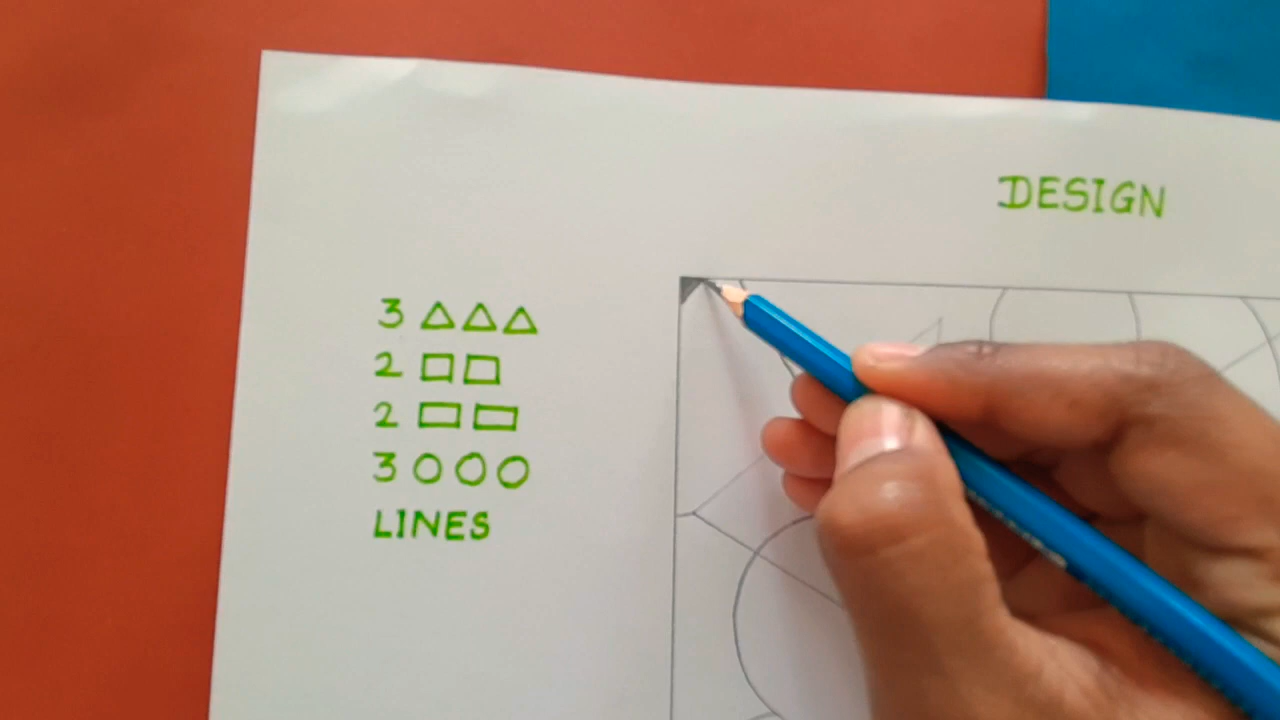 DESIGN
3 △△△
2 □□
2 ▭▭
3 ○○○
LINES